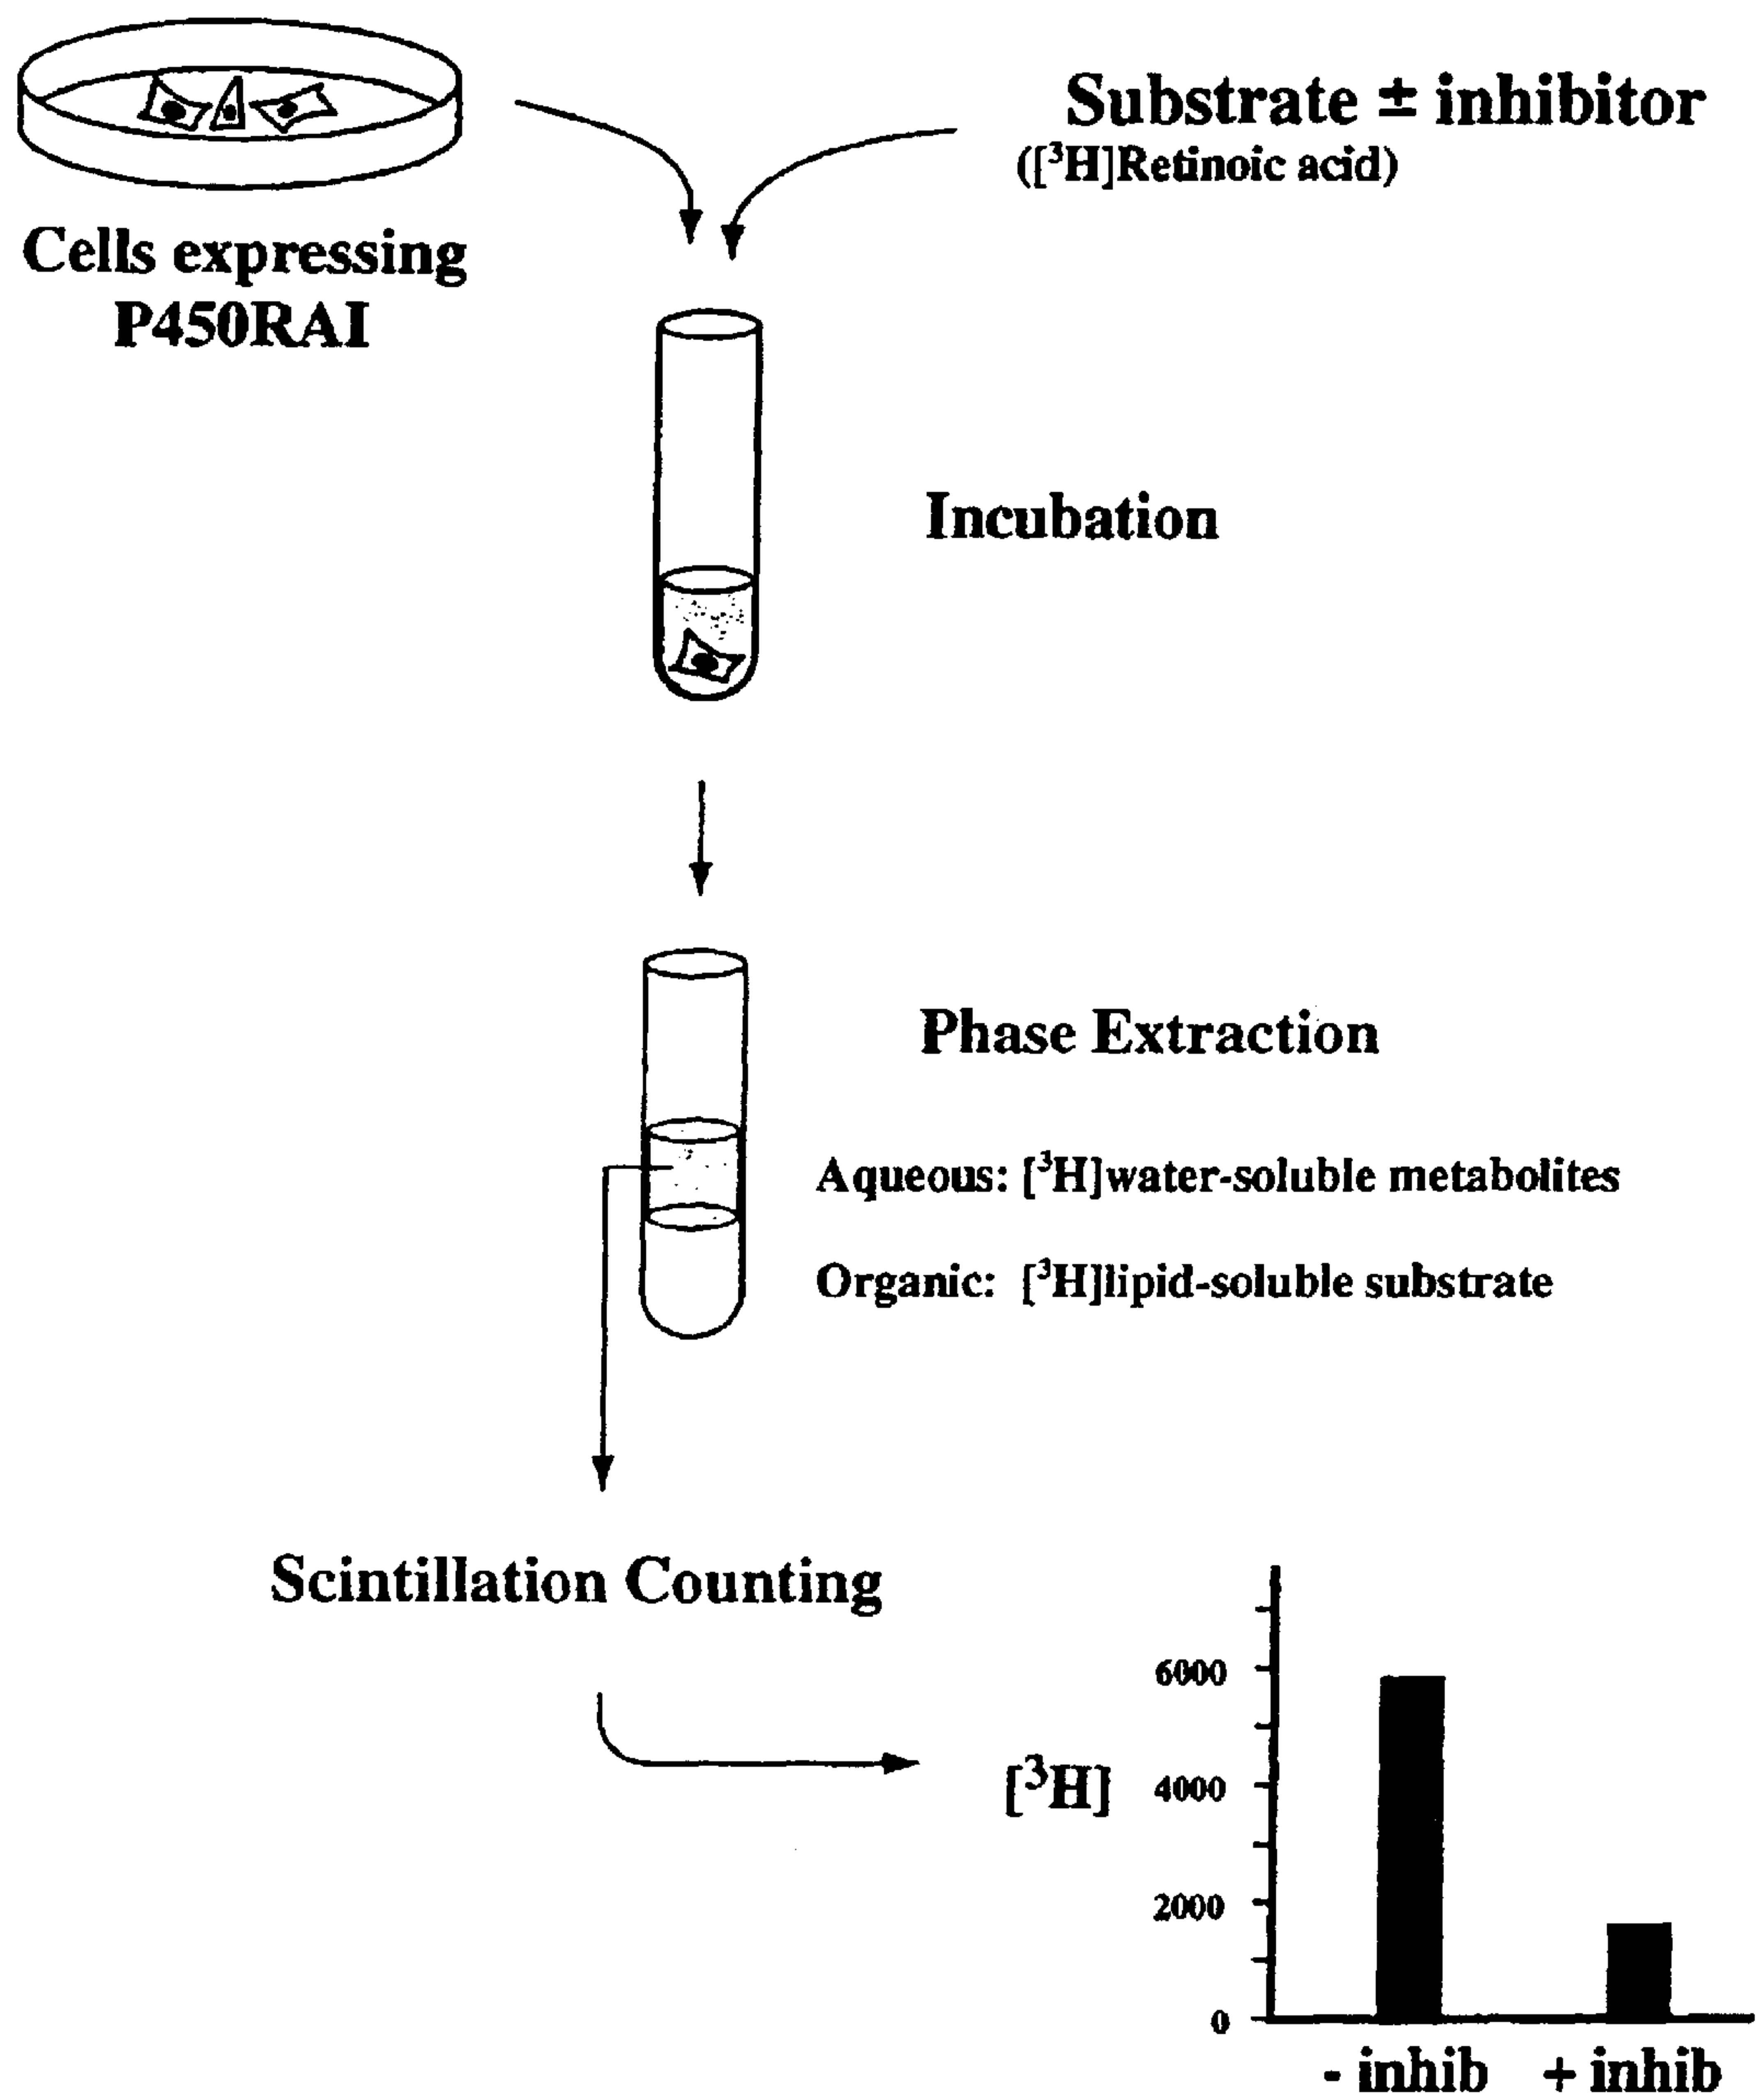 Substrate ± inhibitor
([³H]Retinoic acid)
Cells expressing
P450RAI
Incubation
Phase Extraction
Aqueous: [³H]water-soluble metabolites
Organic: [³H]lipid-soluble substrate
Scintillation Counting
[³H]
6000
4000
2000
0
- inhib + inhib